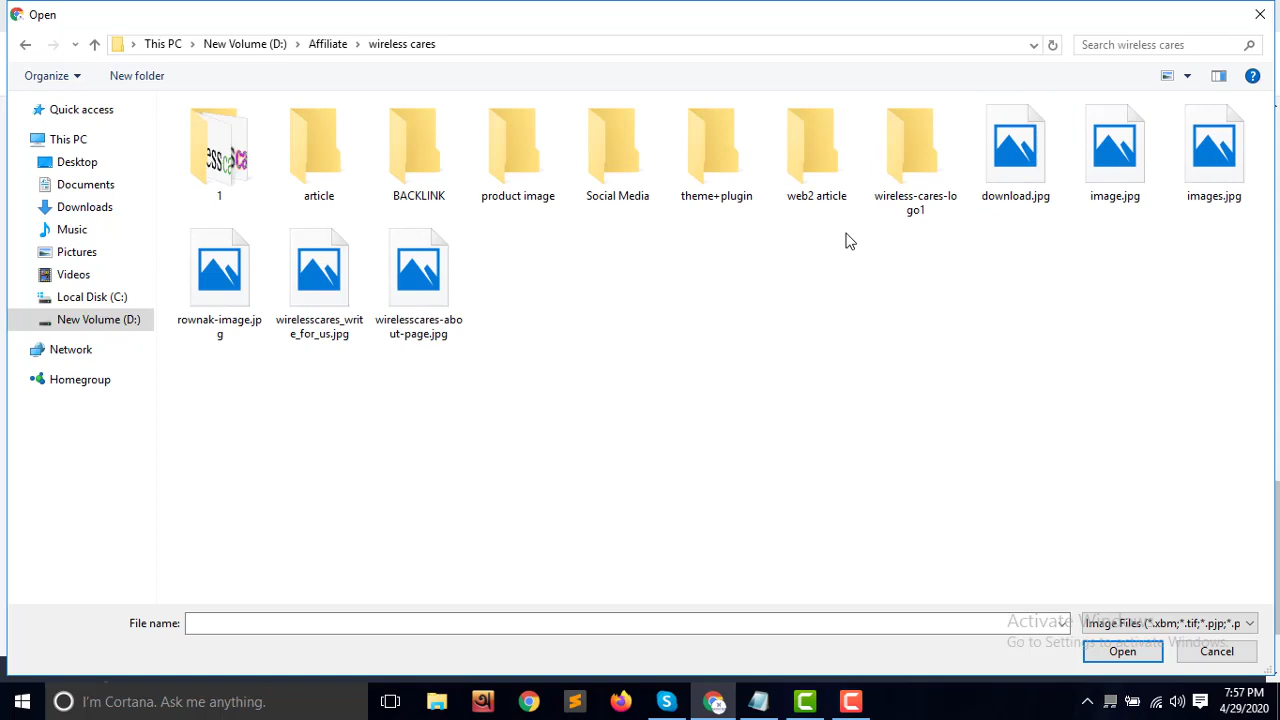 Open
This PC > New Volume (D:) > Affiliate > wireless cares
Search wireless cares
Organize
New folder
Quick access
This PC
Desktop
Documents
Downloads
Music
Pictures
Videos
Local Disk (C:)
New Volume (D:)
Network
Homegroup
1
article
BACKLINK
product image
Social Media
theme+plugin
web2 article
wireless-cares-lo
go1
download.jpg
image.jpg
images.jpg
rownak-image.jp
g
wirelesscares_writ
e_for_us.jpg
wirelesscares-abo
ut-page.jpg
File name:
Image Files (*.xbm;*.tif;*.pjp;*.p
Activate Windows
Go to Settings to activate Windows.
Open
Cancel
I'm Cortana. Ask me anything.
7:57 PM
4/29/2020